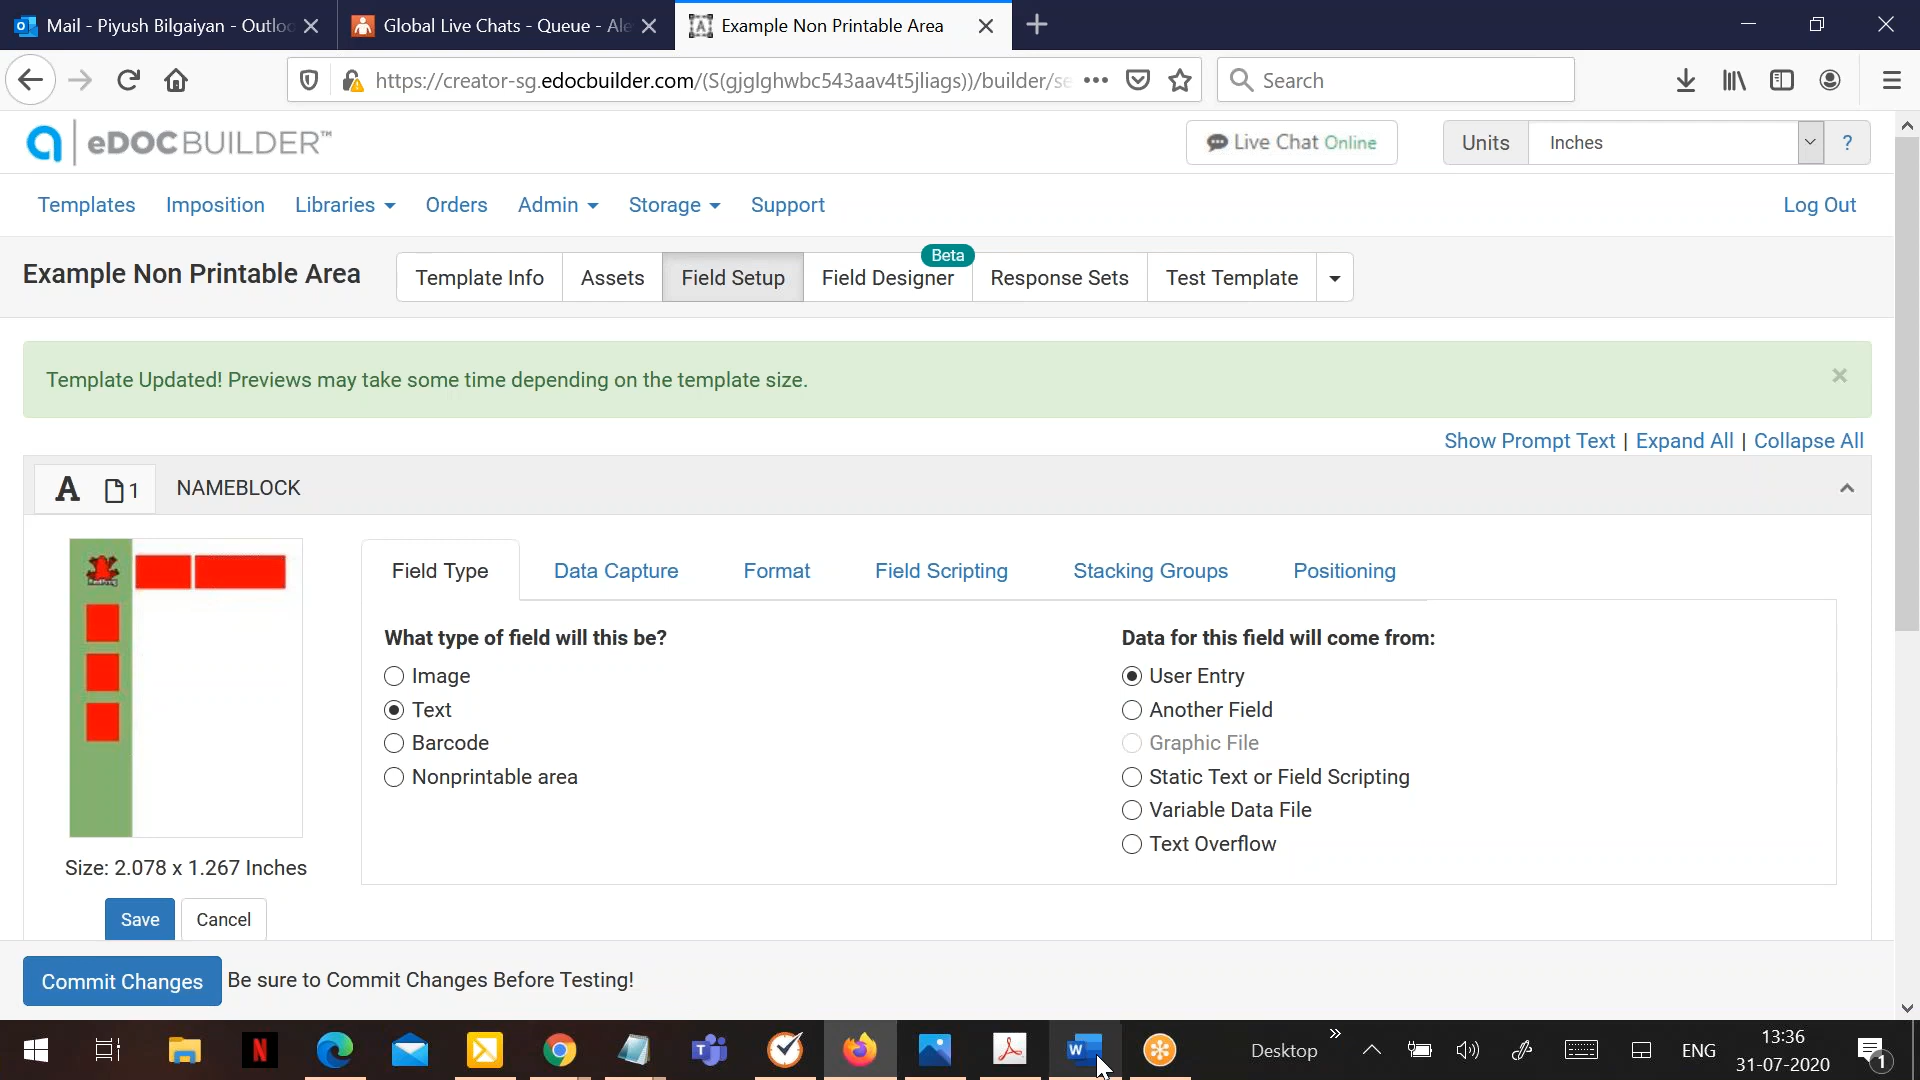 Mail - Piyush Bilgaiyan - Outloo
Global Live Chats - Queue - Ale
Example Non Printable Area
https://creator-sg.edocbuilder.com/(S(gjglghwbc543aav4t5jliags))/builder/se
Search
eDOCBUILDER™
Live Chat Online
Units
Inches
?
Templates
Imposition
Libraries
Orders
Admin
Storage
Support
Log Out
Example Non Printable Area
Template Info
Assets
Field Setup
Field Designer
Beta
Response Sets
Test Template
Template Updated! Previews may take some time depending on the template size.
×
Show Prompt Text | Expand All | Collapse All
A
1
NAMEBLOCK
Field Type
Data Capture
Format
Field Scripting
Stacking Groups
Positioning
What type of field will this be?
Image
Text
Barcode
Nonprintable area
Data for this field will come from:
User Entry
Another Field
Graphic File
Static Text or Field Scripting
Variable Data File
Text Overflow
Size: 2.078 x 1.267 Inches
Save
Cancel
Commit Changes
Be sure to Commit Changes Before Testing!
Desktop
ENG
13:36
31-07-2020
1